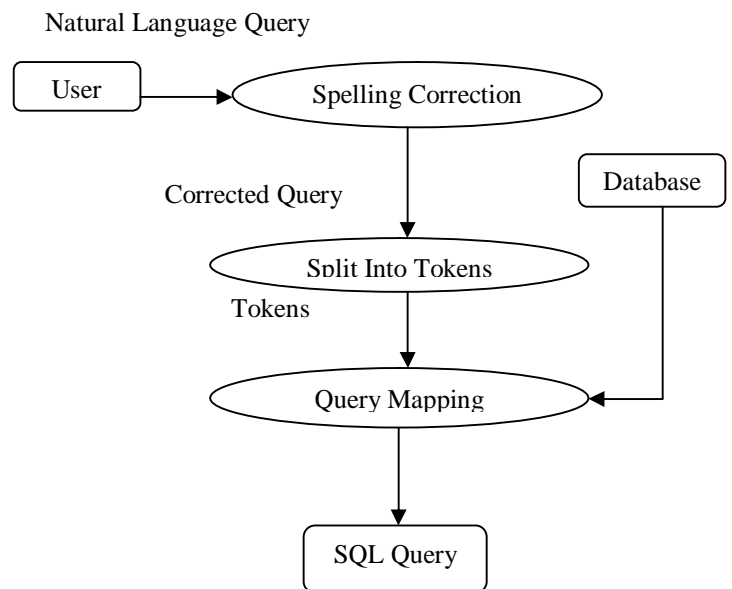 Natural Language Query
User
Spelling Correction
Corrected Query
Database
Split Into Tokens
Tokens
Query Mapping
SQL Query